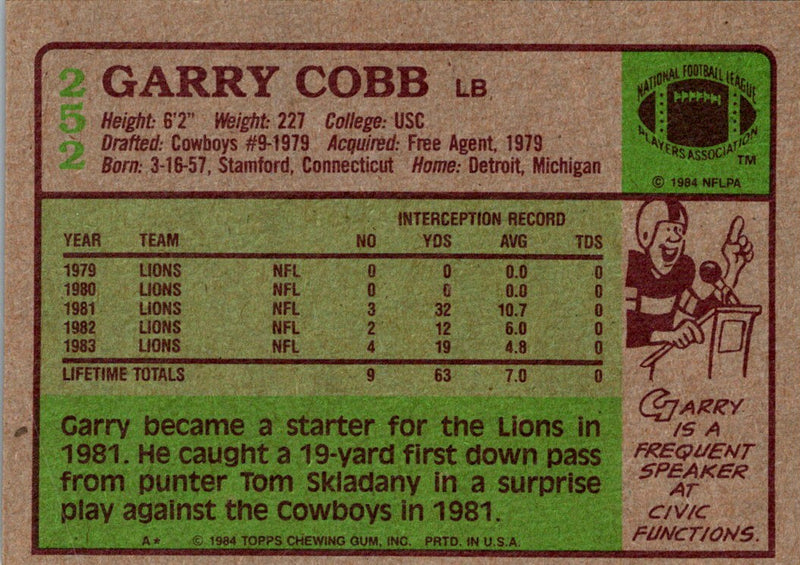 252
GARRY COBB LB
Height: 6'2" Weight: 227 College: USC
Drafted: Cowboys #9-1979 Acquired: Free Agent, 1979
Born: 3-16-57, Stamford, Connecticut Home: Detroit, Michigan
NATIONAL FOOTBALL LEAGUE
PLAYERS ASSOCIATION
TM
© 1984 NFLPA
INTERCEPTION RECORD
YEAR TEAM NO YDS AVG TDS
1979 LIONS NFL 0 0 0.0 0
1980 LIONS NFL 0 0 0.0 0
1981 LIONS NFL 3 32 10.7 0
1982 LIONS NFL 2 12 6.0 0
1983 LIONS NFL 4 19 4.8 0
LIFETIME TOTALS 9 63 7.0 0
Garry became a starter for the Lions in
1981. He caught a 19-yard first down pass
from punter Tom Skladany in a surprise
play against the Cowboys in 1981.
A* © 1984 TOPPS CHEWING GUM, INC. PRTD. IN U.S.A.
GARRY
IS A
FREQUENT
SPEAKER
AT
CIVIC
FUNCTIONS.